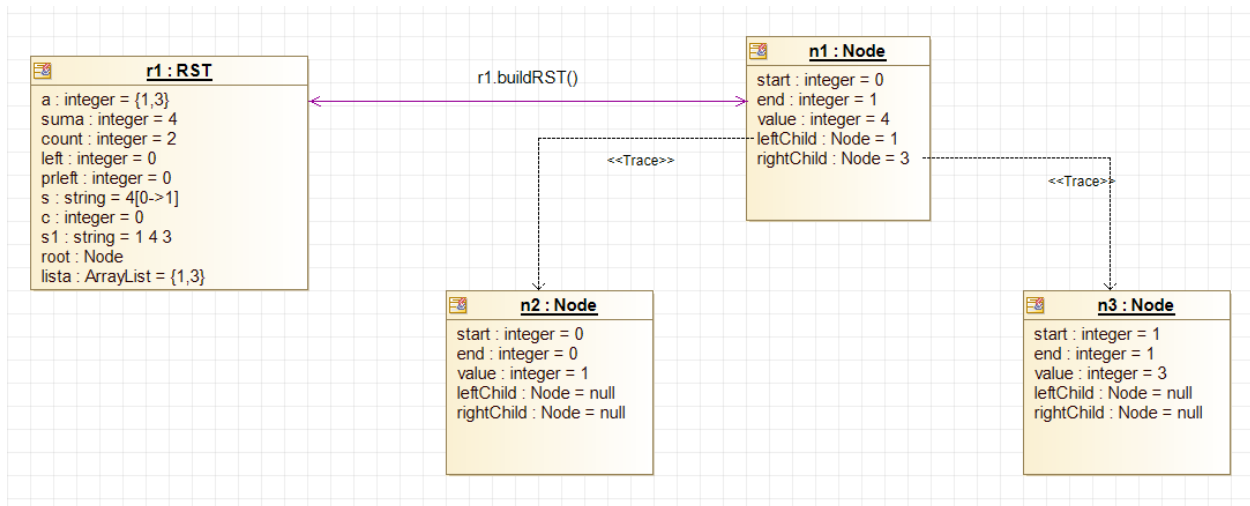 r1 : RST
a : integer = {1,3}
suma : integer = 4
count : integer = 2
left : integer = 0
prleft : integer = 0
s : string = 4[0->1]
c : integer = 0
s1 : string = 1 4 3
root : Node
lista : ArrayList = {1,3}
r1.buildRST()
n1 : Node
start : integer = 0
end : integer = 1
value : integer = 4
leftChild : Node = 1
rightChild : Node = 3
<<Trace>>
<<Trace>>
n2 : Node
start : integer = 0
end : integer = 0
value : integer = 1
leftChild : Node = null
rightChild : Node = null
n3 : Node
start : integer = 1
end : integer = 1
value : integer = 3
leftChild : Node = null
rightChild : Node = null